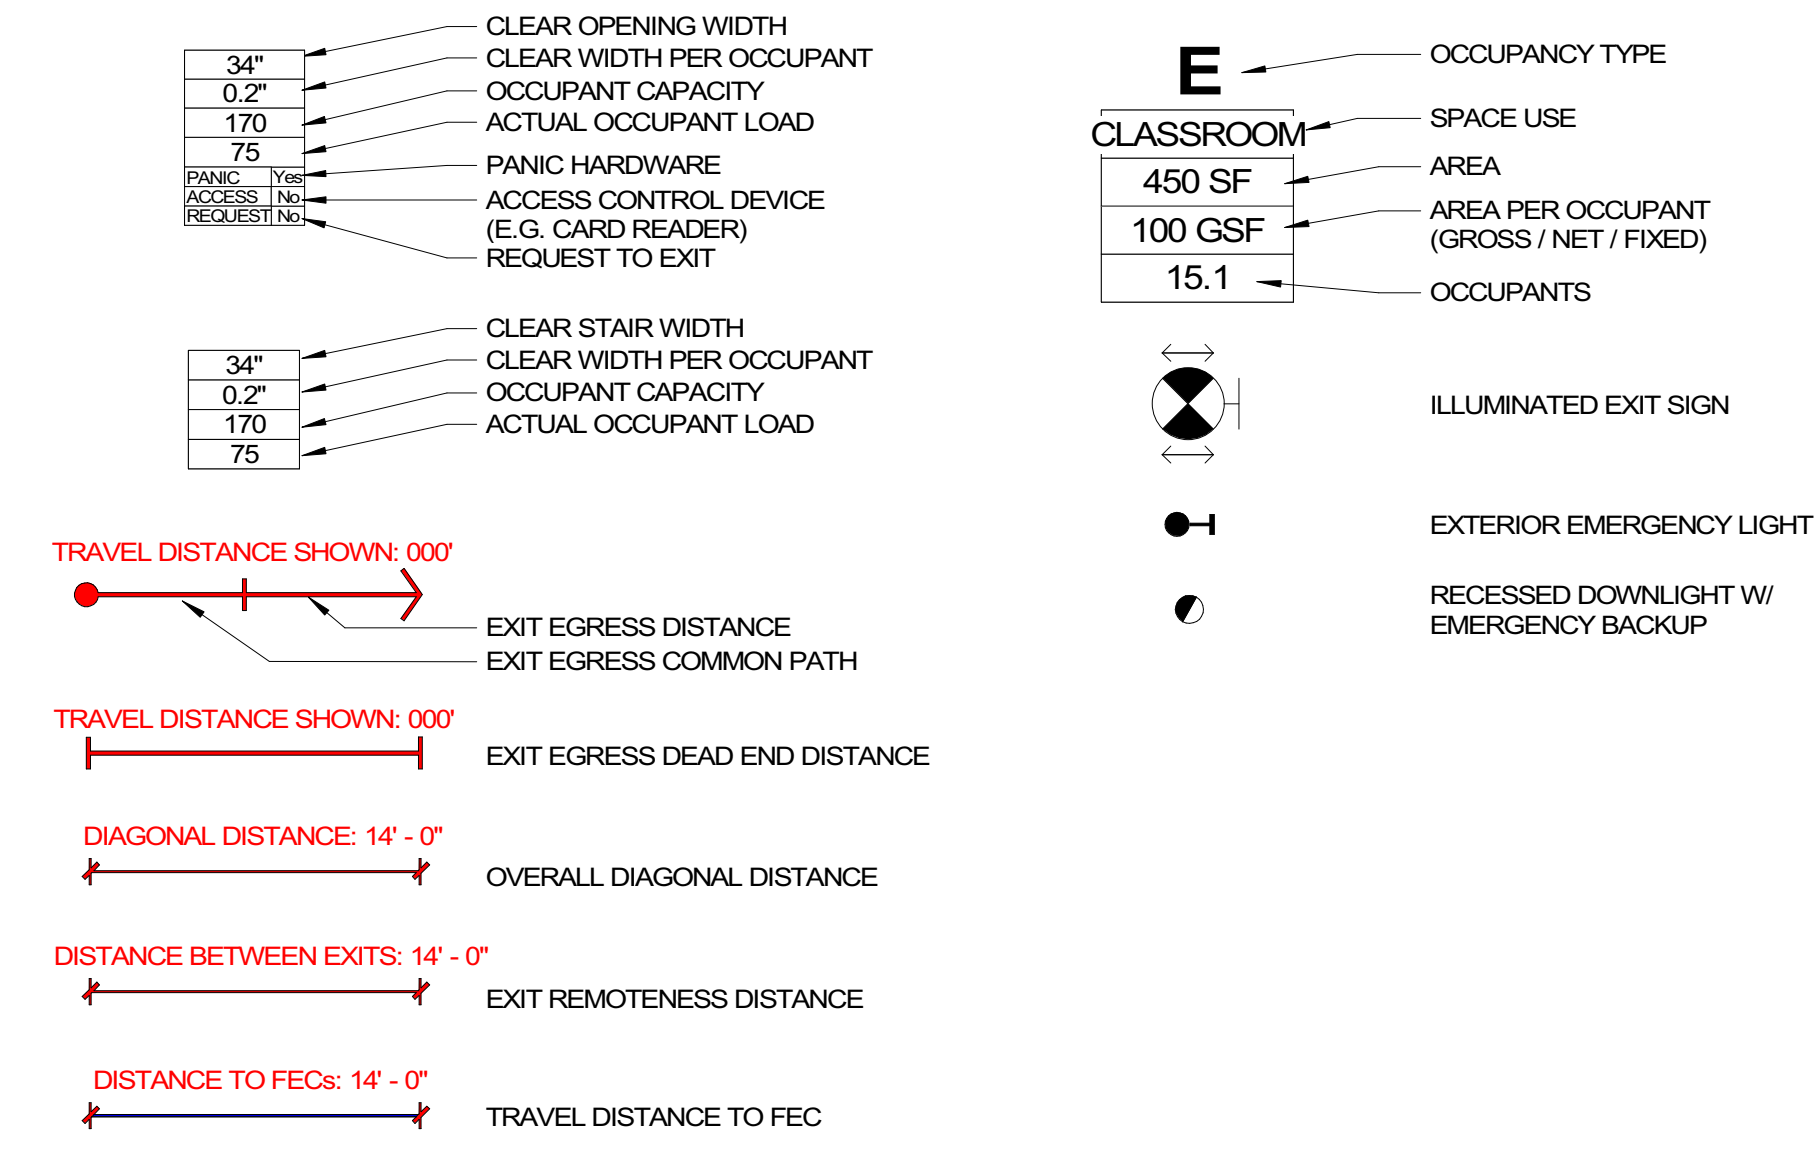 CLEAR OPENING WIDTH
34"
CLEAR WIDTH PER OCCUPANT
0.2"
OCCUPANT CAPACITY
170
ACTUAL OCCUPANT LOAD
75
PANIC HARDWARE
PANIC Yes
ACCESS No
ACCESS CONTROL DEVICE
(E.G. CARD READER)
REQUEST No
REQUEST TO EXIT
CLEAR STAIR WIDTH
34"
CLEAR WIDTH PER OCCUPANT
0.2"
OCCUPANT CAPACITY
170
ACTUAL OCCUPANT LOAD
75
TRAVEL DISTANCE SHOWN: 000'
EXIT EGRESS DISTANCE
EXIT EGRESS COMMON PATH
TRAVEL DISTANCE SHOWN: 000'
EXIT EGRESS DEAD END DISTANCE
DIAGONAL DISTANCE: 14' - 0"
OVERALL DIAGONAL DISTANCE
DISTANCE BETWEEN EXITS: 14' - 0"
EXIT REMOTENESS DISTANCE
DISTANCE TO FECs: 14' - 0"
TRAVEL DISTANCE TO FEC
E
OCCUPANCY TYPE
CLASSROOM
SPACE USE
450 SF
AREA
100 GSF
AREA PER OCCUPANT
(GROSS / NET / FIXED)
15.1
OCCUPANTS
ILLUMINATED EXIT SIGN
EXTERIOR EMERGENCY LIGHT
RECESSED DOWNLIGHT W/
EMERGENCY BACKUP